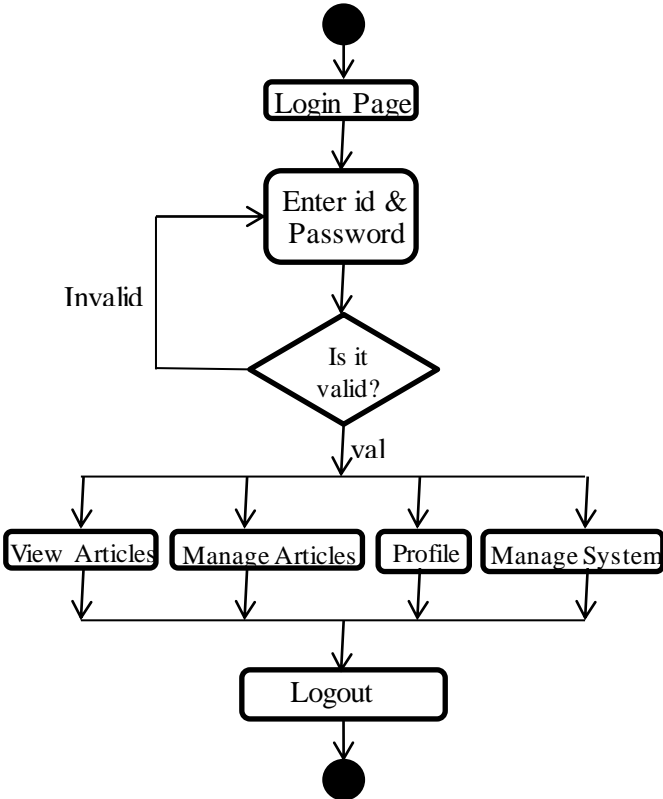 Login Page
Enter id &
Password
Invalid
Is it
valid?
val
View Articles
Manage Articles
Profile
Manage System
Logout